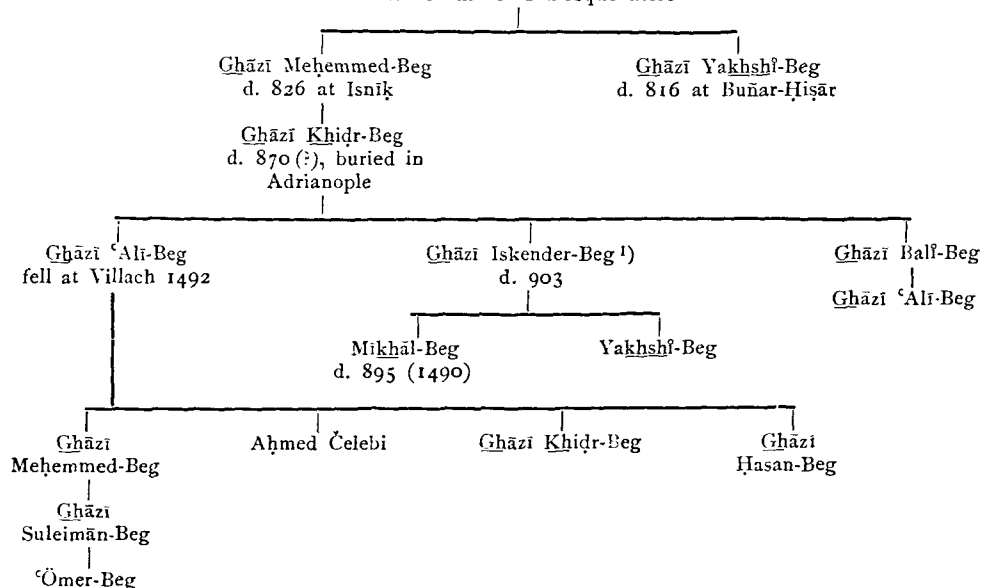 Ghāzī Meḥemmed-Beg
d. 826 at Isnīḳ
Ghāzī Yakhshī̊-Beg
d. 816 at Buñar-Ḥiṣār
Ghāzī Khiḍr-Beg
d. 870 (?), buried in
Adrianople
Ghāzī ʿAlī-Beg
fell at Villach 1492
Ghāzī Iskender-Beg ¹)
d. 903
Ghāzī Balî-Beg
Ghāzī ʿAlī-Beg
Mīkhāl-Beg
d. 895 (1490)
Yakhshî-Beg
Ghāzī
Meḥemmed-Beg
Aḥmed Čelebi
Ghāzī Khiḍr-Beg
Ghāzī
Ḥasan-Beg
Ghāzī
Suleimān-Beg
ʿÖmer-Beg